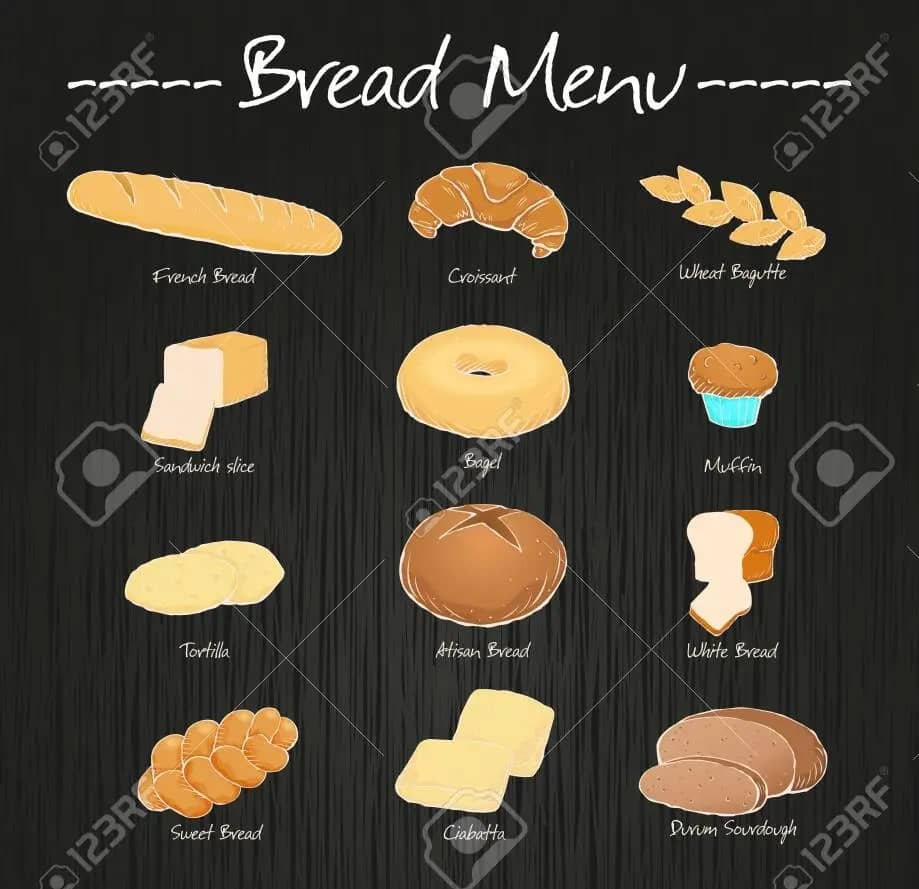 Bread Menu
123RF
123RF
123RF
French Bread
Croissant
Wheat Bagutte
Sandwich slice
Bagel
Muffin
123RF
Tortilla
Artisan Bread
White Bread
Sweet Bread
Ciabatta
Durum Sourdough
123RF
123RF
123RF